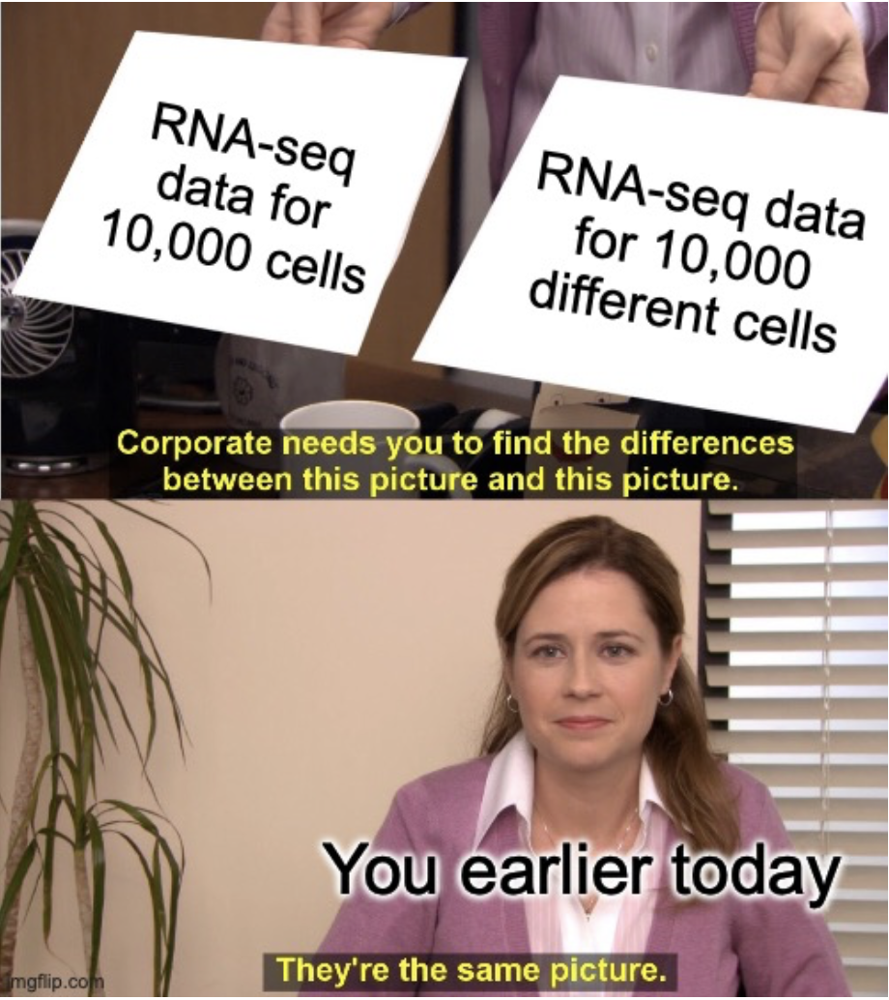 RNA-seq
data for
10,000 cells
RNA-seq data
for 10,000
different cells
Corporate needs you to find the differences
between this picture and this picture.
You earlier today
They're the same picture.
imgflip.com